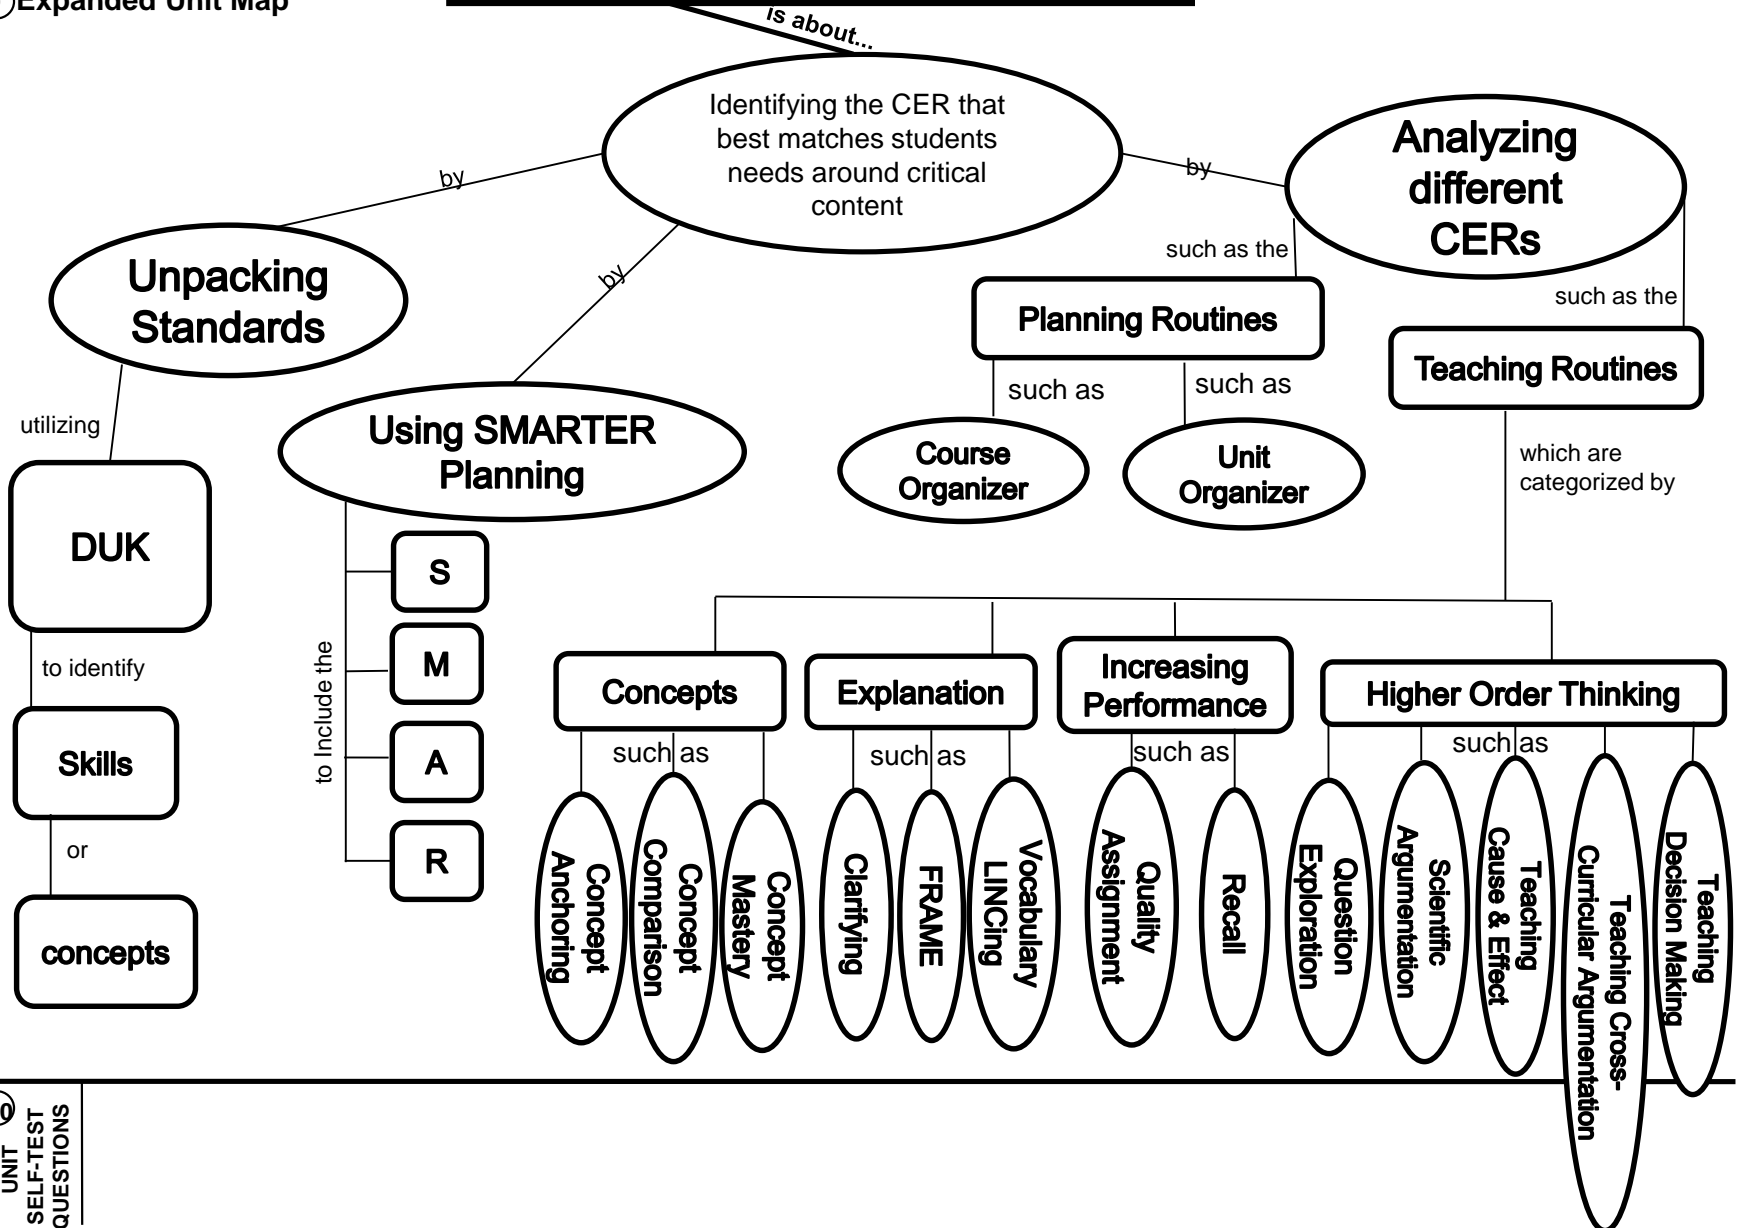 Expanded Unit Map
is about...
Identifying the CER that
best matches students
needs around critical
content
by
by
by
Unpacking
Standards
utilizing
DUK
to identify
Skills
or
concepts
Using SMARTER
Planning
to Include the
S
M
A
R
Analyzing
different
CERs
such as the
Planning Routines
such as
such as
Course
Organizer
Unit
Organizer
such as the
Teaching Routines
which are
categorized by
Concepts
such as
Concept
Anchoring
Concept
Comparison
Concept
Mastery
Explanation
such as
Clarifying
FRAME
Vocabulary
LINCing
Increasing
Performance
such as
Quality
Assignment
Recall
Higher Order Thinking
such as
Question
Exploration
Scientific
Argumentation
Teaching
Cause & Effect
Teaching Cross-
Curricular Argumentation
Teaching
Decision Making
UNIT
SELF-TEST
QUESTIONS